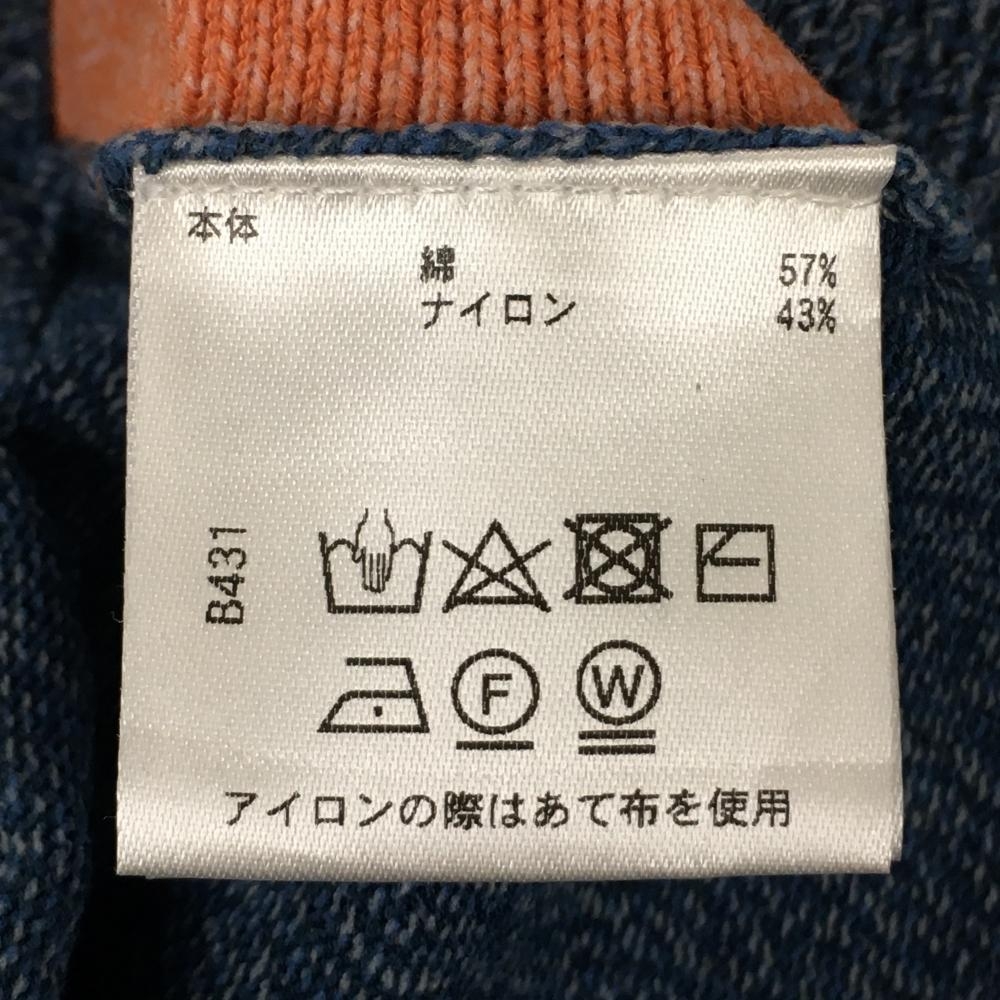 本体
綿 57%
ナイロン 43%
B431
F
W
アイロンの際はあて布を使用